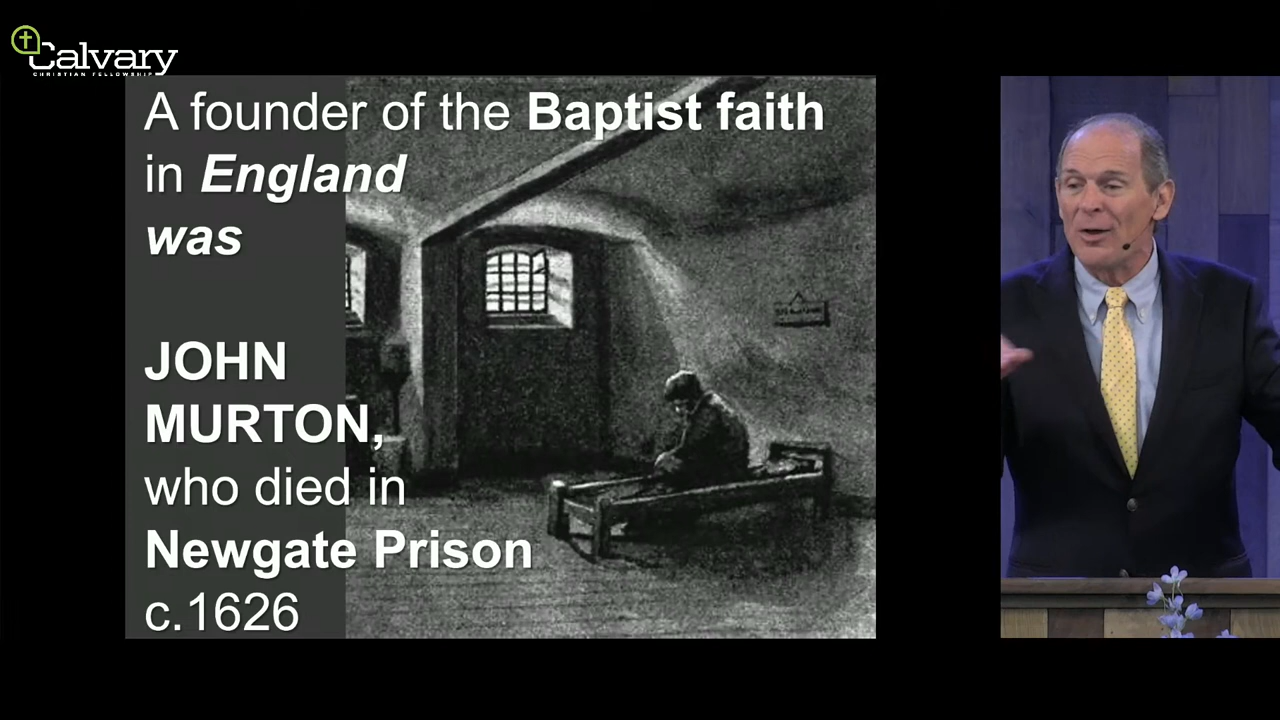 Calvary
CHRISTIAN FELLOWSHIP
A founder of the Baptist faith
in England
was
JOHN
MURTON,
who died in
Newgate Prison
c.1626